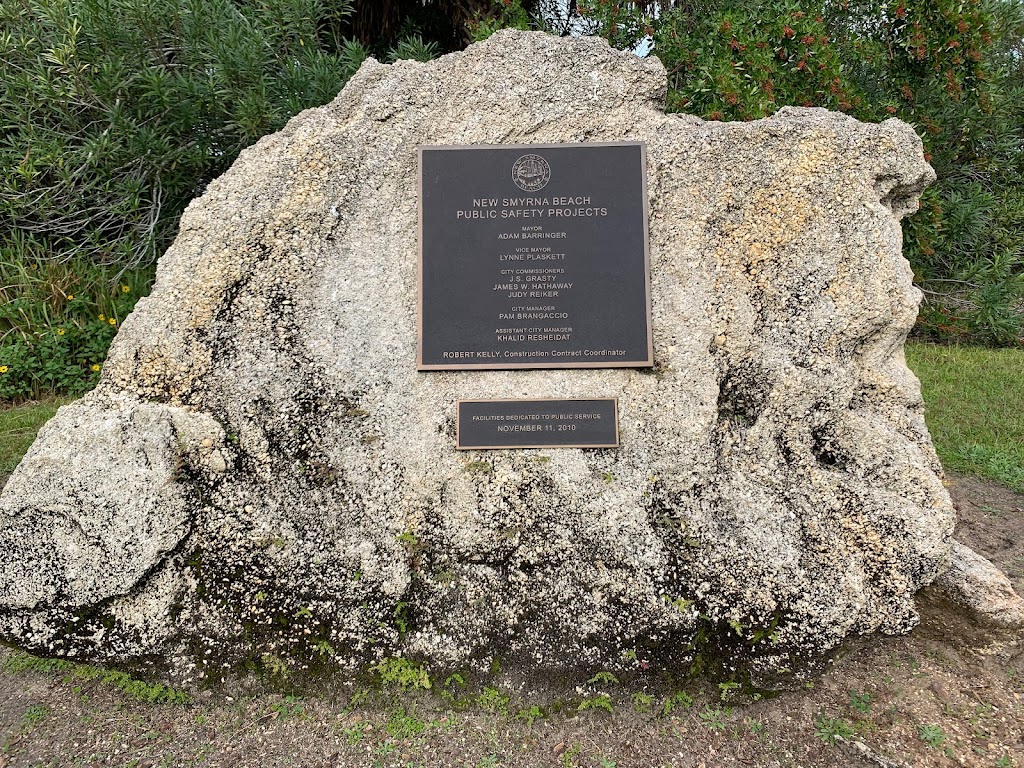 NEW SMYRNA BEACH
PUBLIC SAFETY PROJECTS
MAYOR
ADAM BARRINGER
VICE MAYOR
LYNNE PLASKETT
CITY COMMISSIONERS
J.S. GRASTY
JAMES W. HATHAWAY
JUDY REIKER
CITY MANAGER
PAM BRANGACCIO
ASSISTANT CITY MANAGER
KHALID RESHEIDAT
ROBERT KELLY, Construction Contract Coordinator
FACILITIES DEDICATED TO PUBLIC SERVICE
NOVEMBER 11, 2010